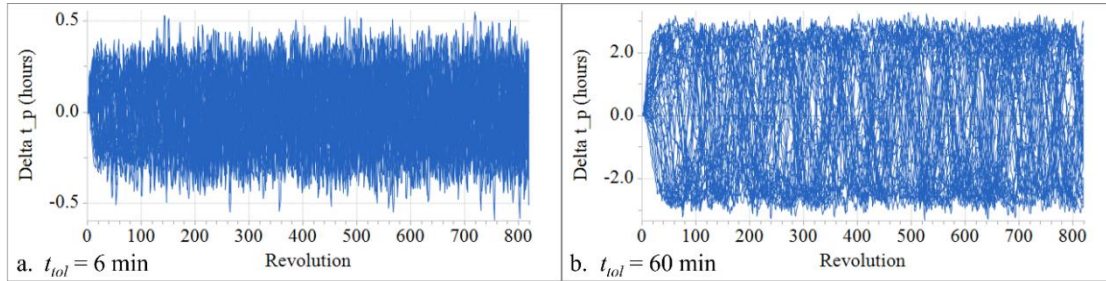 0.5
0.0
-0.5
Delta t_p (hours)
0 100 200 300 400 500 600 700 800
Revolution
a. t_tol = 6 min
2.0
0.0
-2.0
Delta t_p (hours)
0 100 200 300 400 500 600 700 800
Revolution
b. t_tol = 60 min